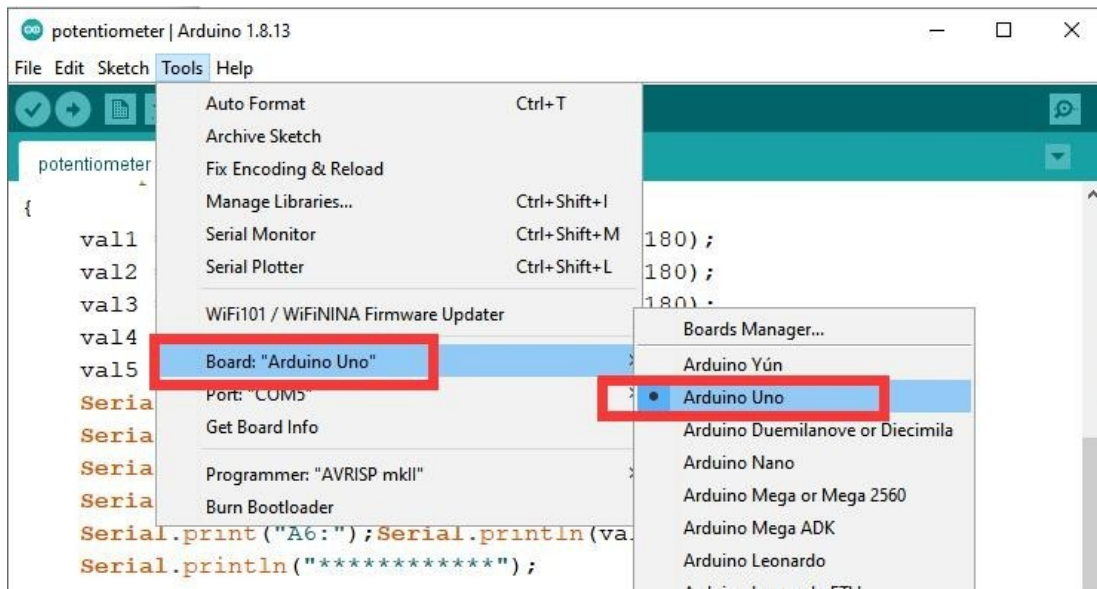 potentiometer | Arduino 1.8.13
File Edit Sketch Tools Help
Auto Format Ctrl+T
Archive Sketch
potentiometer
Fix Encoding & Reload
{
Manage Libraries... Ctrl+Shift+I
val1 180);
Serial Monitor Ctrl+Shift+M
val2 180);
Serial Plotter Ctrl+Shift+L
val3 180);
WiFi101 / WiFiNINA Firmware Updater
val4
Boards Manager...
Board: "Arduino Uno"
val5
Arduino Yún
Port: "COM5"
Arduino Uno
Seria
Get Board Info
Seria
Arduino Duemilanove or Diecimila
Seria
Programmer: "AVRISP mkII"
Arduino Nano
Seria
Burn Bootloader
Arduino Mega or Mega 2560
Serial.print("A6:");Serial.println(va
Arduino Mega ADK
Serial.println("************");
Arduino Leonardo